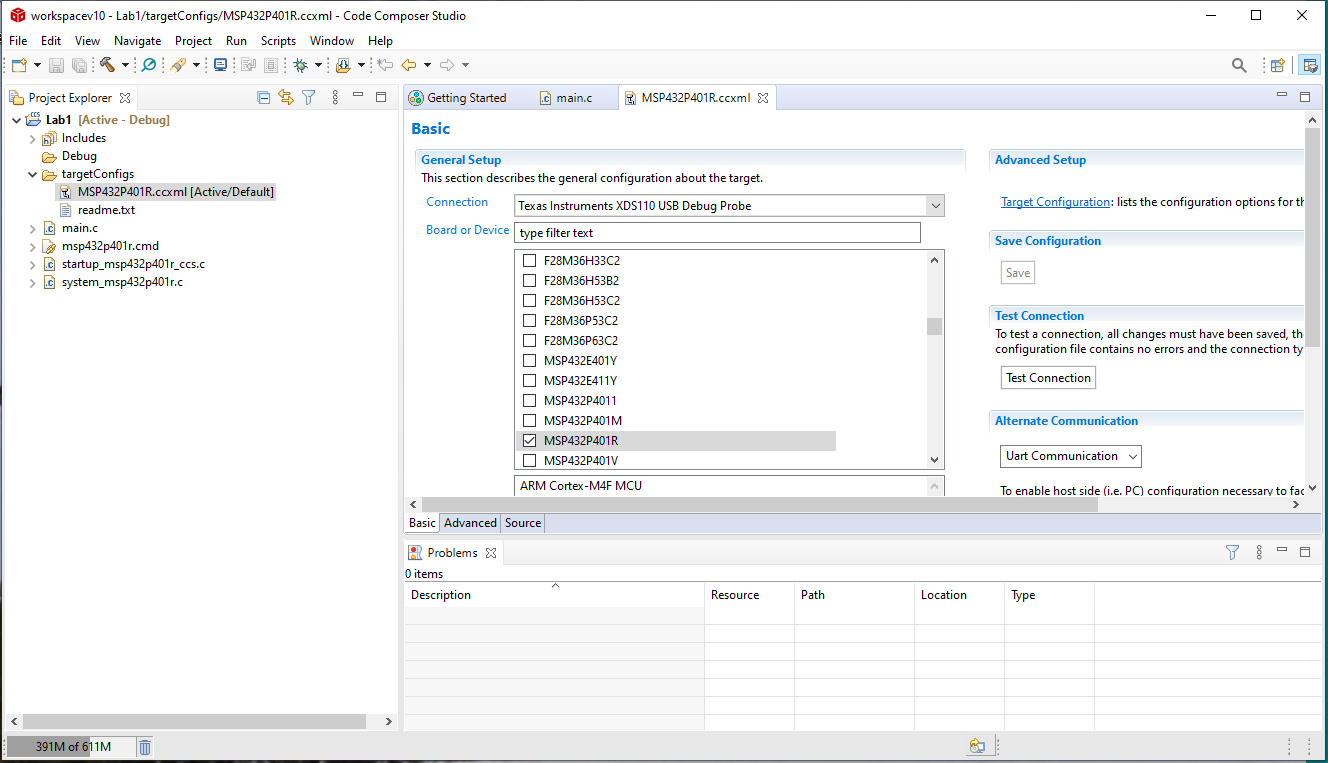 workspacev10 - Lab1/targetConfigs/MSP432P401R.ccxml - Code Composer Studio
File Edit View Navigate Project Run Scripts Window Help
Project Explorer
Lab1 [Active - Debug]
Includes
Debug
targetConfigs
MSP432P401R.ccxml [Active/Default]
readme.txt
main.c
msp432p401r.cmd
startup_msp432p401r_ccs.c
system_msp432p401r.c
Getting Started main.c MSP432P401R.ccxml
Basic
General Setup
This section describes the general configuration about the target.
Connection Texas Instruments XDS110 USB Debug Probe
Board or Device type filter text
F28M36H33C2
F28M36H53B2
F28M36H53C2
F28M36P53C2
F28M36P63C2
MSP432E401Y
MSP432E411Y
MSP432P4011
MSP432P401M
MSP432P401R
MSP432P401V
ARM Cortex-M4F MCU
Advanced Setup
Target Configuration: lists the configuration options for th
Save Configuration
Save
Test Connection
To test a connection, all changes must have been saved, the
configuration file contains no errors and the connection ty
Test Connection
Alternate Communication
Uart Communication
To enable host side (i.e. PC) configuration necessary to fac
Basic Advanced Source
Problems
0 items
Description Resource Path Location Type
391M of 611M